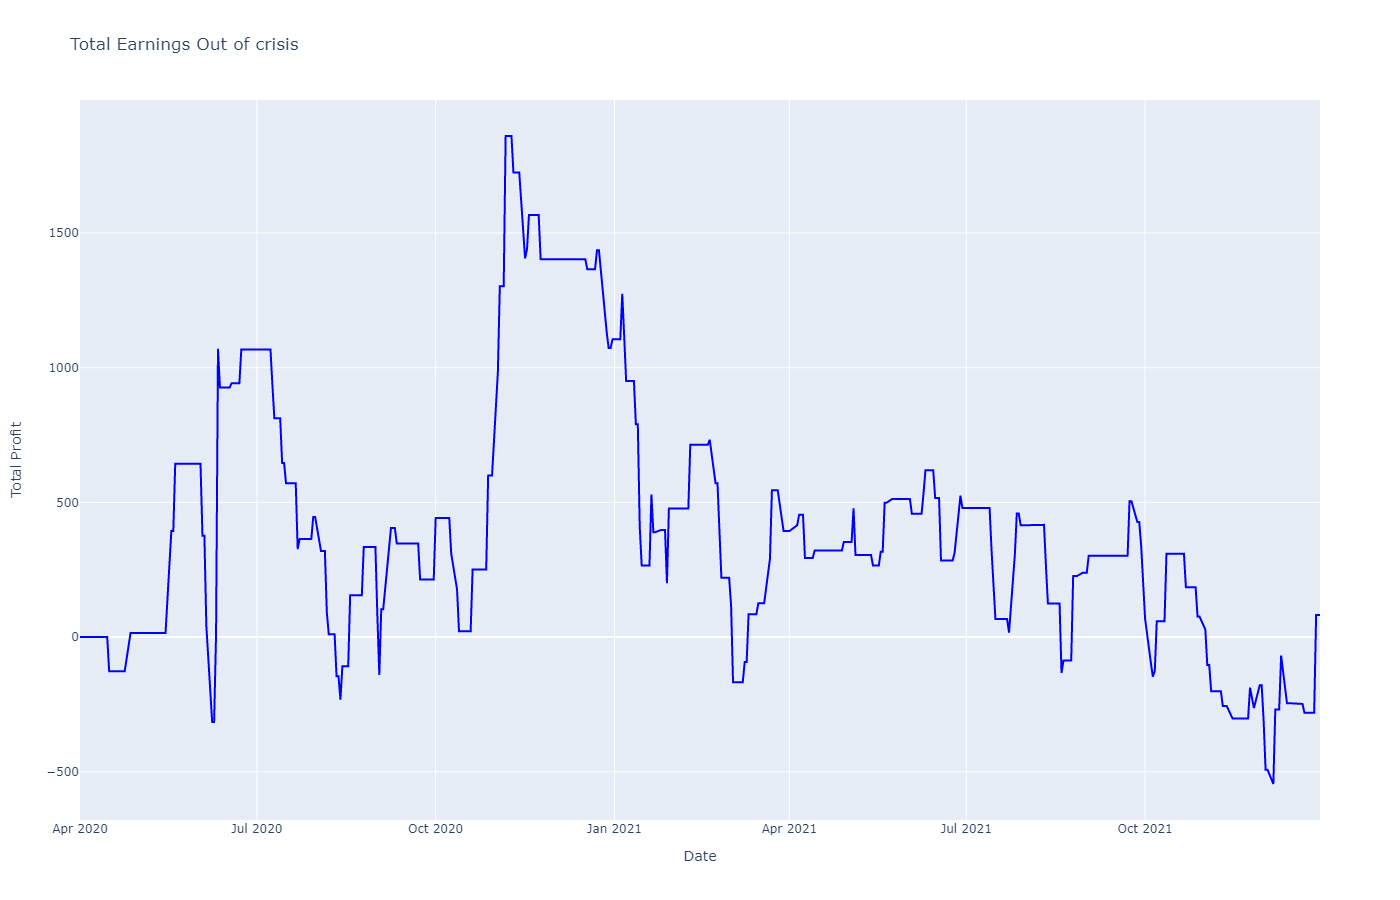 Total Earnings Out of crisis
Total Profit
1500
1000
500
0
−500
Apr 2020
Jul 2020
Oct 2020
Jan 2021
Apr 2021
Jul 2021
Oct 2021
Date